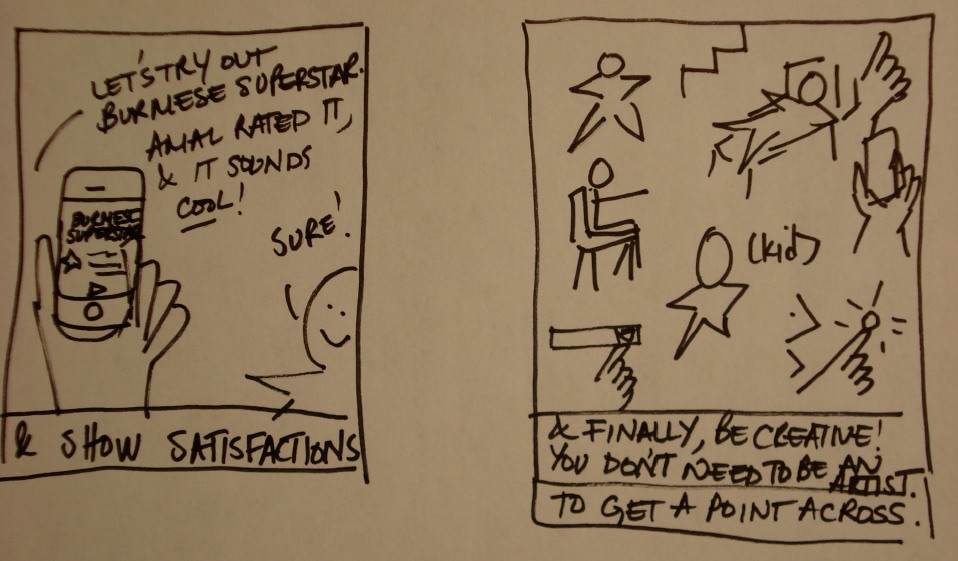 LET'S TRY OUT
BURMESE SUPERSTAR.
AMAL RATED IT,
& IT SOUNDS
COOL!
SURE!
BURMESE
SUPERSTAR
& SHOW SATISFACTIONS
(kid)
& FINALLY, BE CREATIVE!
YOU DON'T NEED TO BE AN
ARTIST.
TO GET A POINT ACROSS.